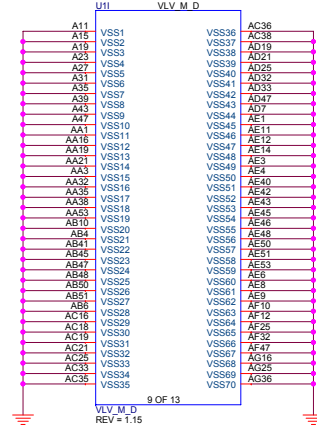 U1I VLV_M_D
A11 VSS1 VSS36 AC36
A15 VSS2 VSS37 AC38
A19 VSS3 VSS38 AD19
A23 VSS4 VSS39 AD21
A27 VSS5 VSS40 AD25
A31 VSS6 VSS41 AD32
A35 VSS7 VSS42 AD33
A39 VSS8 VSS43 AD47
A43 VSS9 VSS44 AD7
A47 VSS10 VSS45 AE1
AA1 VSS11 VSS46 AE11
AA16 VSS12 VSS47 AE12
AA19 VSS13 VSS48 AE14
AA21 VSS14 VSS49 AE3
AA3 VSS15 VSS50 AE4
AA32 VSS16 VSS51 AE40
AA35 VSS17 VSS52 AE42
AA38 VSS18 VSS53 AE43
AA53 VSS19 VSS54 AE45
AB10 VSS20 VSS55 AE46
AB4 VSS21 VSS56 AE48
AB41 VSS22 VSS57 AE50
AB45 VSS23 VSS58 AE51
AB47 VSS24 VSS59 AE53
AB48 VSS25 VSS60 AE6
AB50 VSS26 VSS61 AE8
AB51 VSS27 VSS62 AE9
AB6 VSS28 VSS63 AF10
AC16 VSS29 VSS64 AF12
AC18 VSS30 VSS65 AF25
AC19 VSS31 VSS66 AF32
AC21 VSS32 VSS67 AF47
AC25 VSS33 VSS68 AG16
AC33 VSS34 VSS69 AG25
AC35 VSS35 VSS70 AG36
9 OF 13
VLV_M_D
REV = 1.15